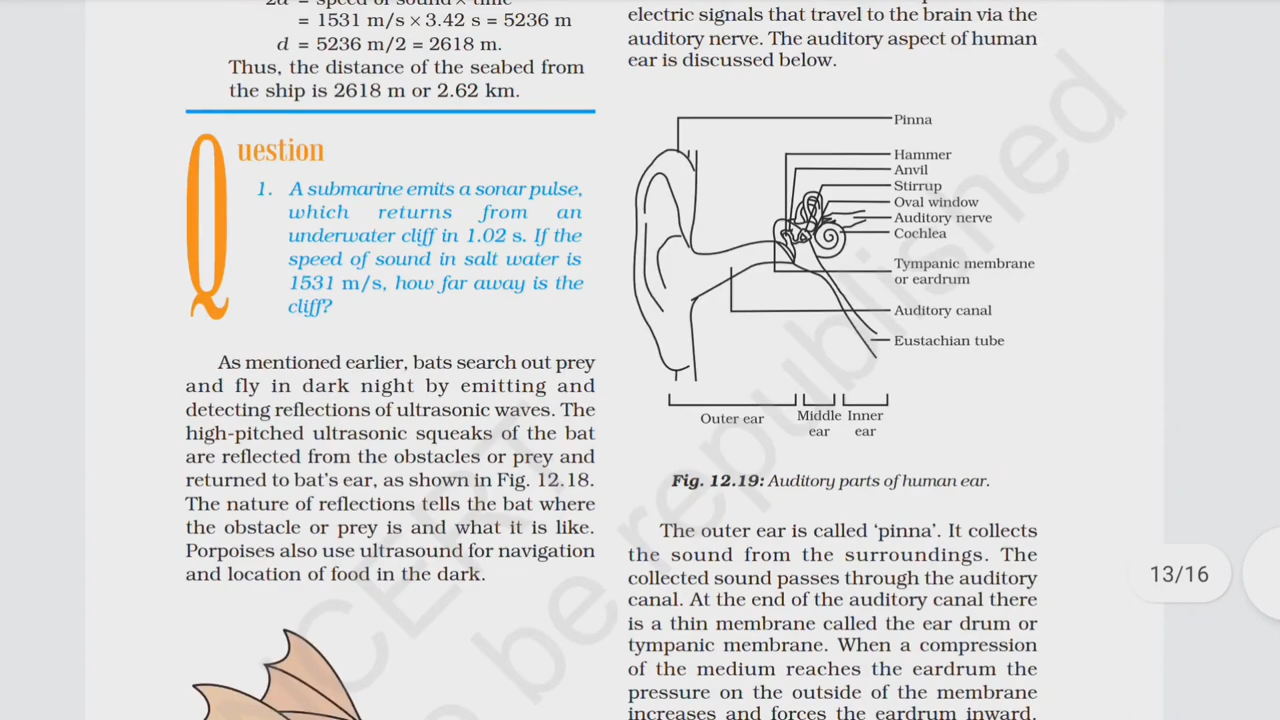 = 1531 m/s × 3.42 s = 5236 m
d = 5236 m/2 = 2618 m.
Thus, the distance of the seabed from
the ship is 2618 m or 2.62 km.
Question
1. A submarine emits a sonar pulse,
which returns from an
underwater cliff in 1.02 s. If the
speed of sound in salt water is
1531 m/s, how far away is the
cliff?
As mentioned earlier, bats search out prey
and fly in dark night by emitting and
detecting reflections of ultrasonic waves. The
high-pitched ultrasonic squeaks of the bat
are reflected from the obstacles or prey and
returned to bat's ear, as shown in Fig. 12.18.
The nature of reflections tells the bat where
the obstacle or prey is and what it is like.
Porpoises also use ultrasound for navigation
and location of food in the dark.
electric signals that travel to the brain via the
auditory nerve. The auditory aspect of human
ear is discussed below.
Pinna
Hammer
Anvil
Stirrup
Oval window
Auditory nerve
Cochlea
Tympanic membrane
or eardrum
Auditory canal
Eustachian tube
Outer ear
Middle
ear
Inner
ear
Fig. 12.19: Auditory parts of human ear.
The outer ear is called 'pinna'. It collects
the sound from the surroundings. The
collected sound passes through the auditory
canal. At the end of the auditory canal there
is a thin membrane called the ear drum or
tympanic membrane. When a compression
of the medium reaches the eardrum the
pressure on the outside of the membrane
increases and forces the eardrum inward.
13/16
NCERT
be republished